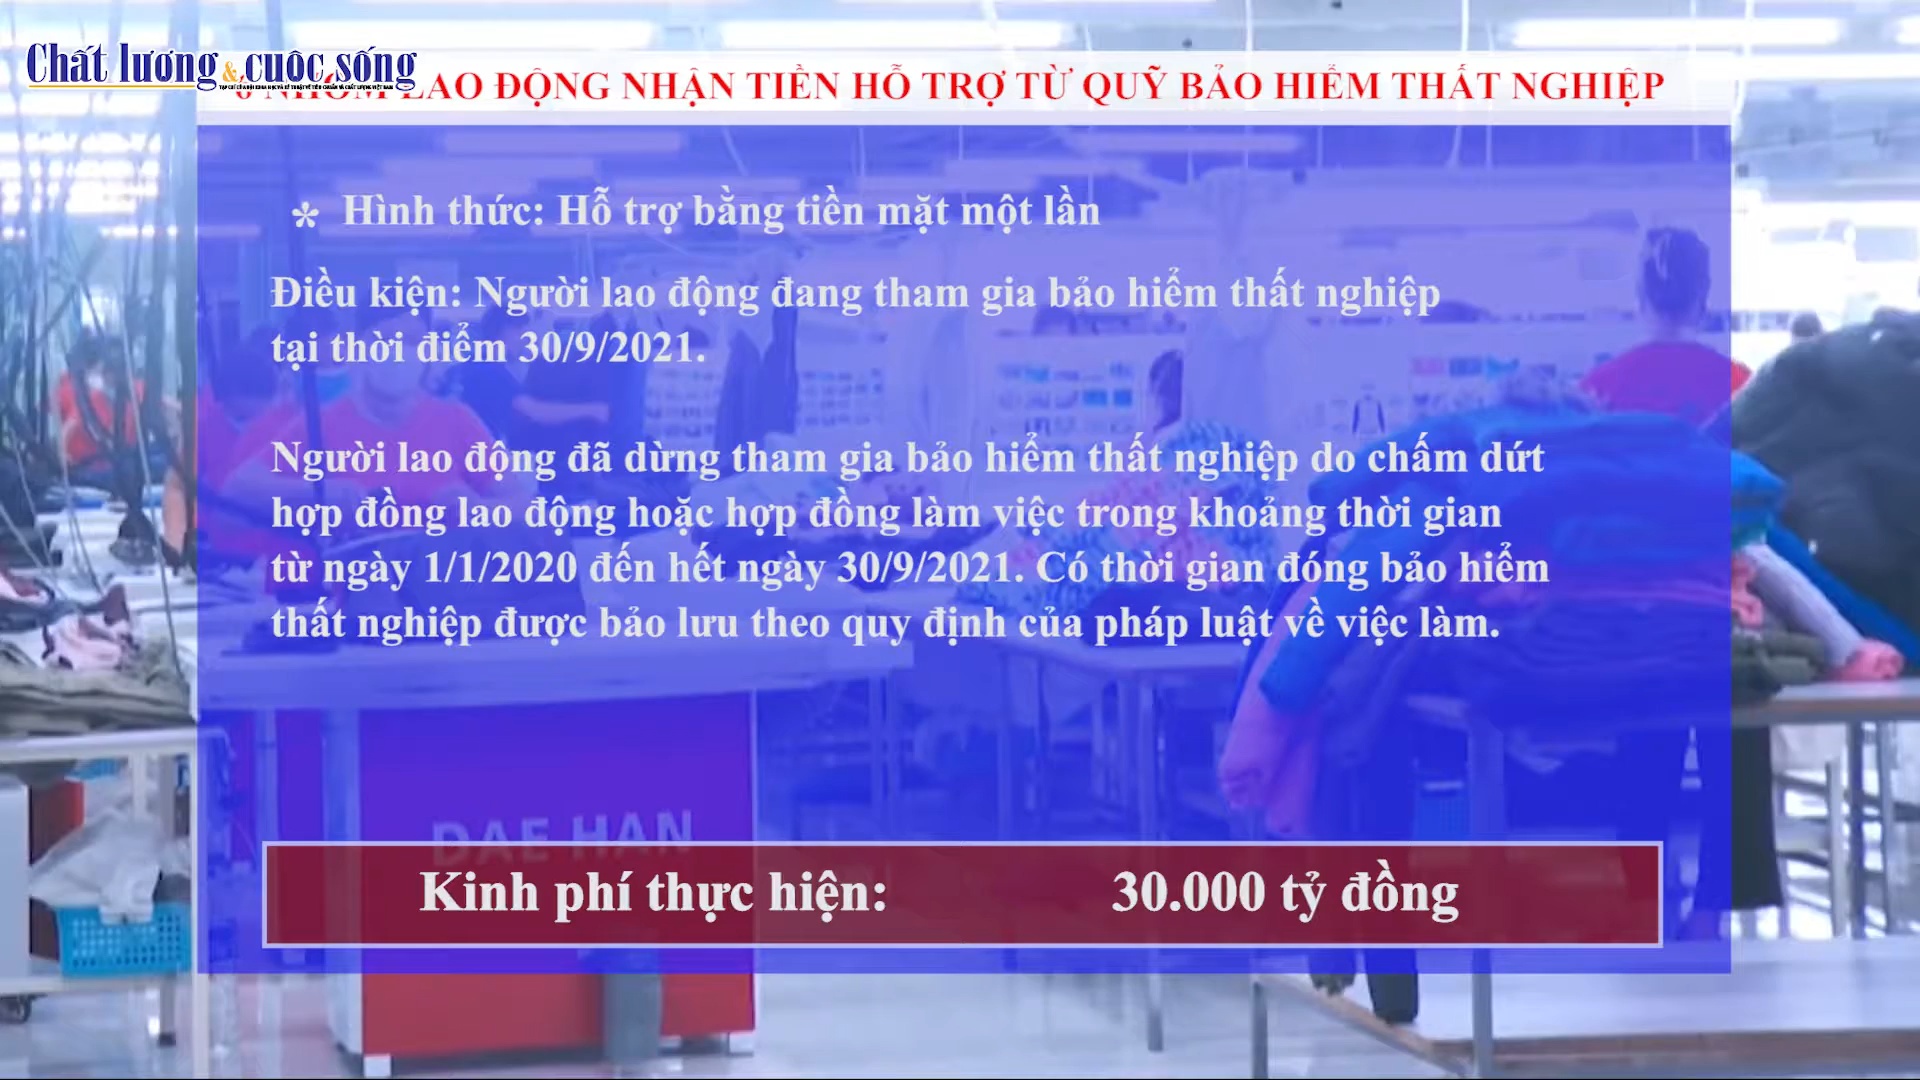 Chất lượng & cuộc sống
LAO ĐỘNG NHẬN TIỀN HỖ TRỢ TỪ QUỸ BẢO HIỂM THẤT NGHIỆP
* Hình thức: Hỗ trợ bằng tiền mặt một lần
Điều kiện: Người lao động đang tham gia bảo hiểm thất nghiệp
tại thời điểm 30/9/2021.
Người lao động đã dừng tham gia bảo hiểm thất nghiệp do chấm dứt
hợp đồng lao động hoặc hợp đồng làm việc trong khoảng thời gian
từ ngày 1/1/2020 đến hết ngày 30/9/2021. Có thời gian đóng bảo hiểm
thất nghiệp được bảo lưu theo quy định của pháp luật về việc làm.
DAE HAN
Kinh phí thực hiện: 30.000 tỷ đồng